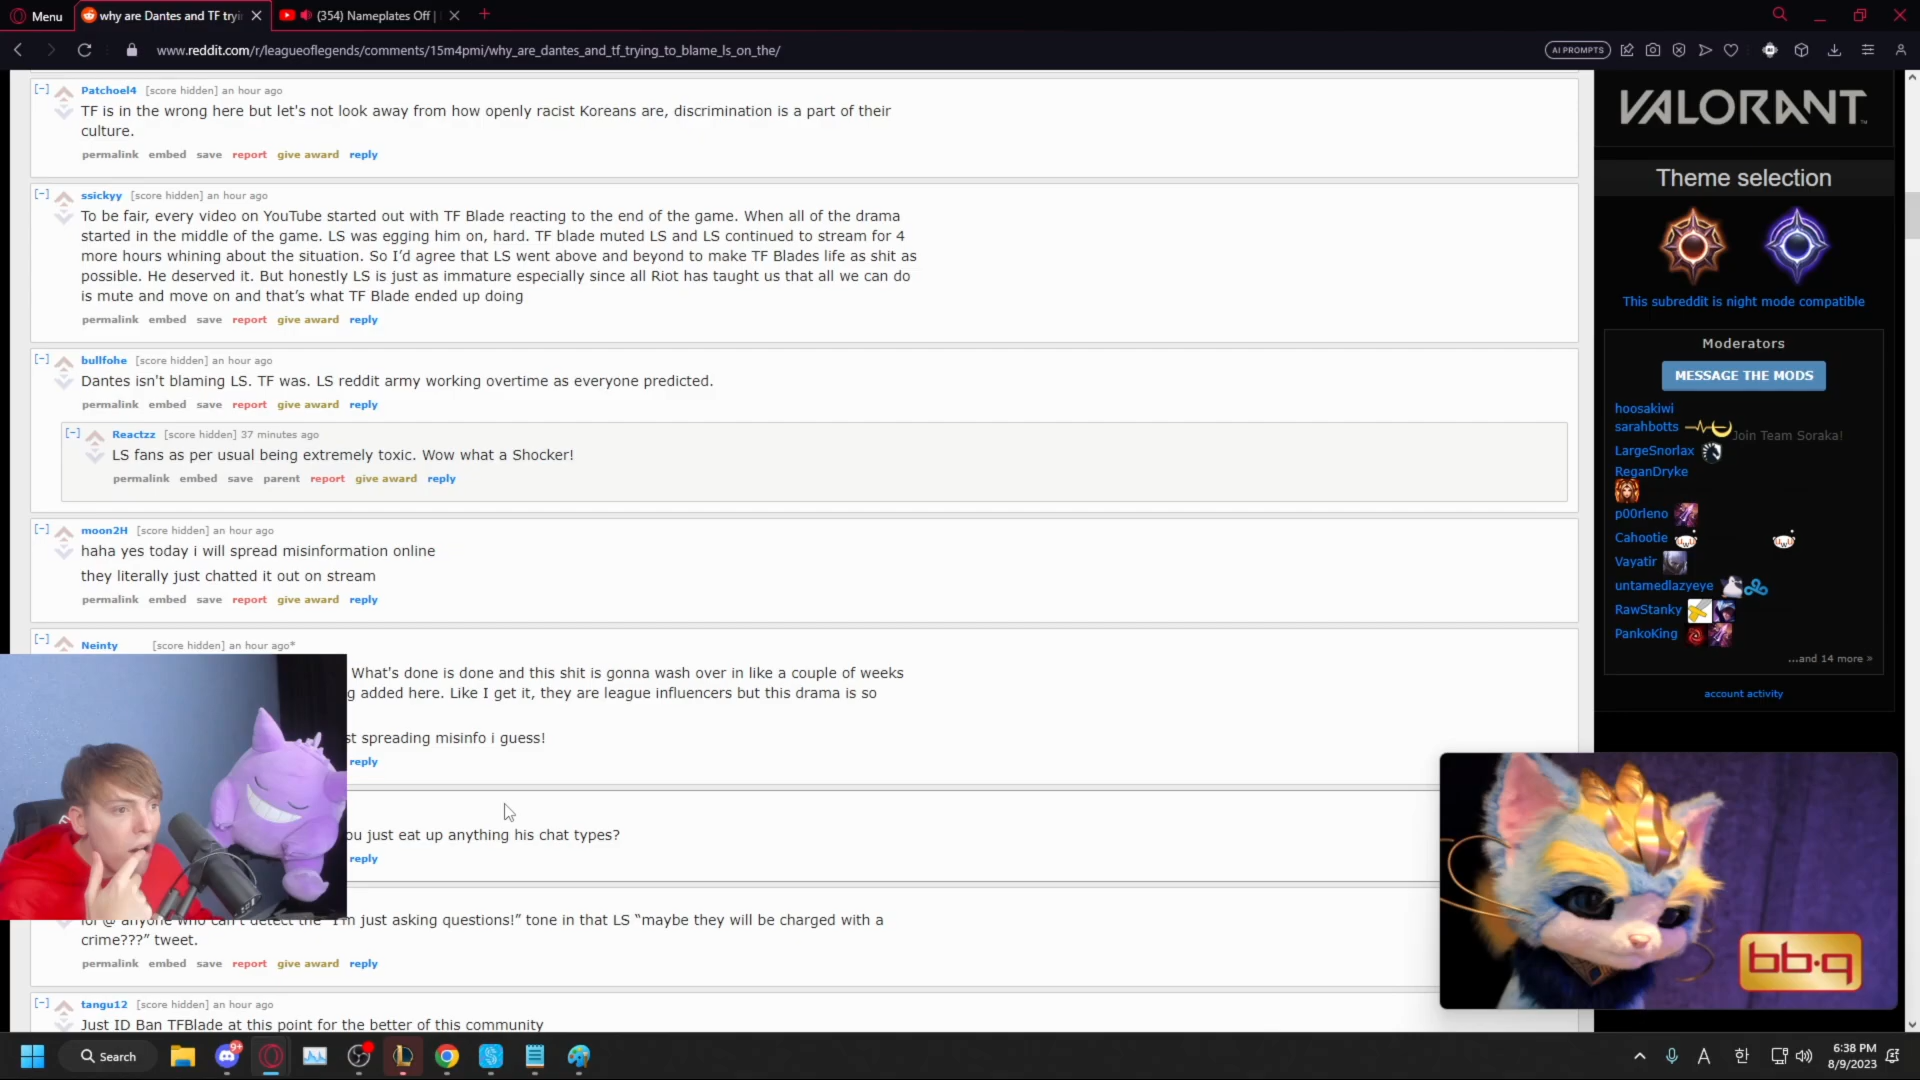 Menu
why are Dantes and TF tryi
(354) Nameplates Off |
www.reddit.com/r/leagueoflegends/comments/15m4pmi/why_are_dantes_and_tf_trying_to_blame_ls_on_the/
AI PROMPTS
[-] Patchoel4 [score hidden] an hour ago
TF is in the wrong here but let's not look away from how openly racist Koreans are, discrimination is a part of their
culture.
permalink embed save report give award reply
[-] ssickyy [score hidden] an hour ago
To be fair, every video on YouTube started out with TF Blade reacting to the end of the game. When all of the drama
started in the middle of the game. LS was egging him on, hard. TF blade muted LS and LS continued to stream for 4
more hours whining about the situation. So I'd agree that LS went above and beyond to make TF Blades life as shit as
possible. He deserved it. But honestly LS is just as immature especially since all Riot has taught us that all we can do
is mute and move on and that's what TF Blade ended up doing
permalink embed save report give award reply
[-] bullfohe [score hidden] an hour ago
Dantes isn't blaming LS. TF was. LS reddit army working overtime as everyone predicted.
permalink embed save report give award reply
[-] Reactzz [score hidden] 37 minutes ago
LS fans as per usual being extremely toxic. Wow what a Shocker!
permalink embed save parent report give award reply
[-] moon2H [score hidden] an hour ago
haha yes today i will spread misinformation online
they literally just chatted it out on stream
permalink embed save report give award reply
[-] Neinty [score hidden] an hour ago*
What's done is done and this shit is gonna wash over in like a couple of weeks
g added here. Like I get it, they are league influencers but this drama is so
st spreading misinfo i guess!
reply
ou just eat up anything his chat types?
reply
lol @ anyone who can't detect the "I'm just asking questions!" tone in that LS “maybe they will be charged with a
crime???” tweet.
permalink embed save report give award reply
[-] tangu12 [score hidden] an hour ago
Just ID Ban TFBlade at this point for the better of this community
VALORANT
Theme selection
This subreddit is night mode compatible
Moderators
MESSAGE THE MODS
hoosakiwi
sarahbotts Join Team Soraka!
LargeSnorlax
ReganDryke
p00rleno
Cahootie
Vayatir
untamedlazyeye
RawStanky
PankoKing
...and 14 more »
account activity
bb.q
Search
9+
A 한
6:38 PM
8/9/2023